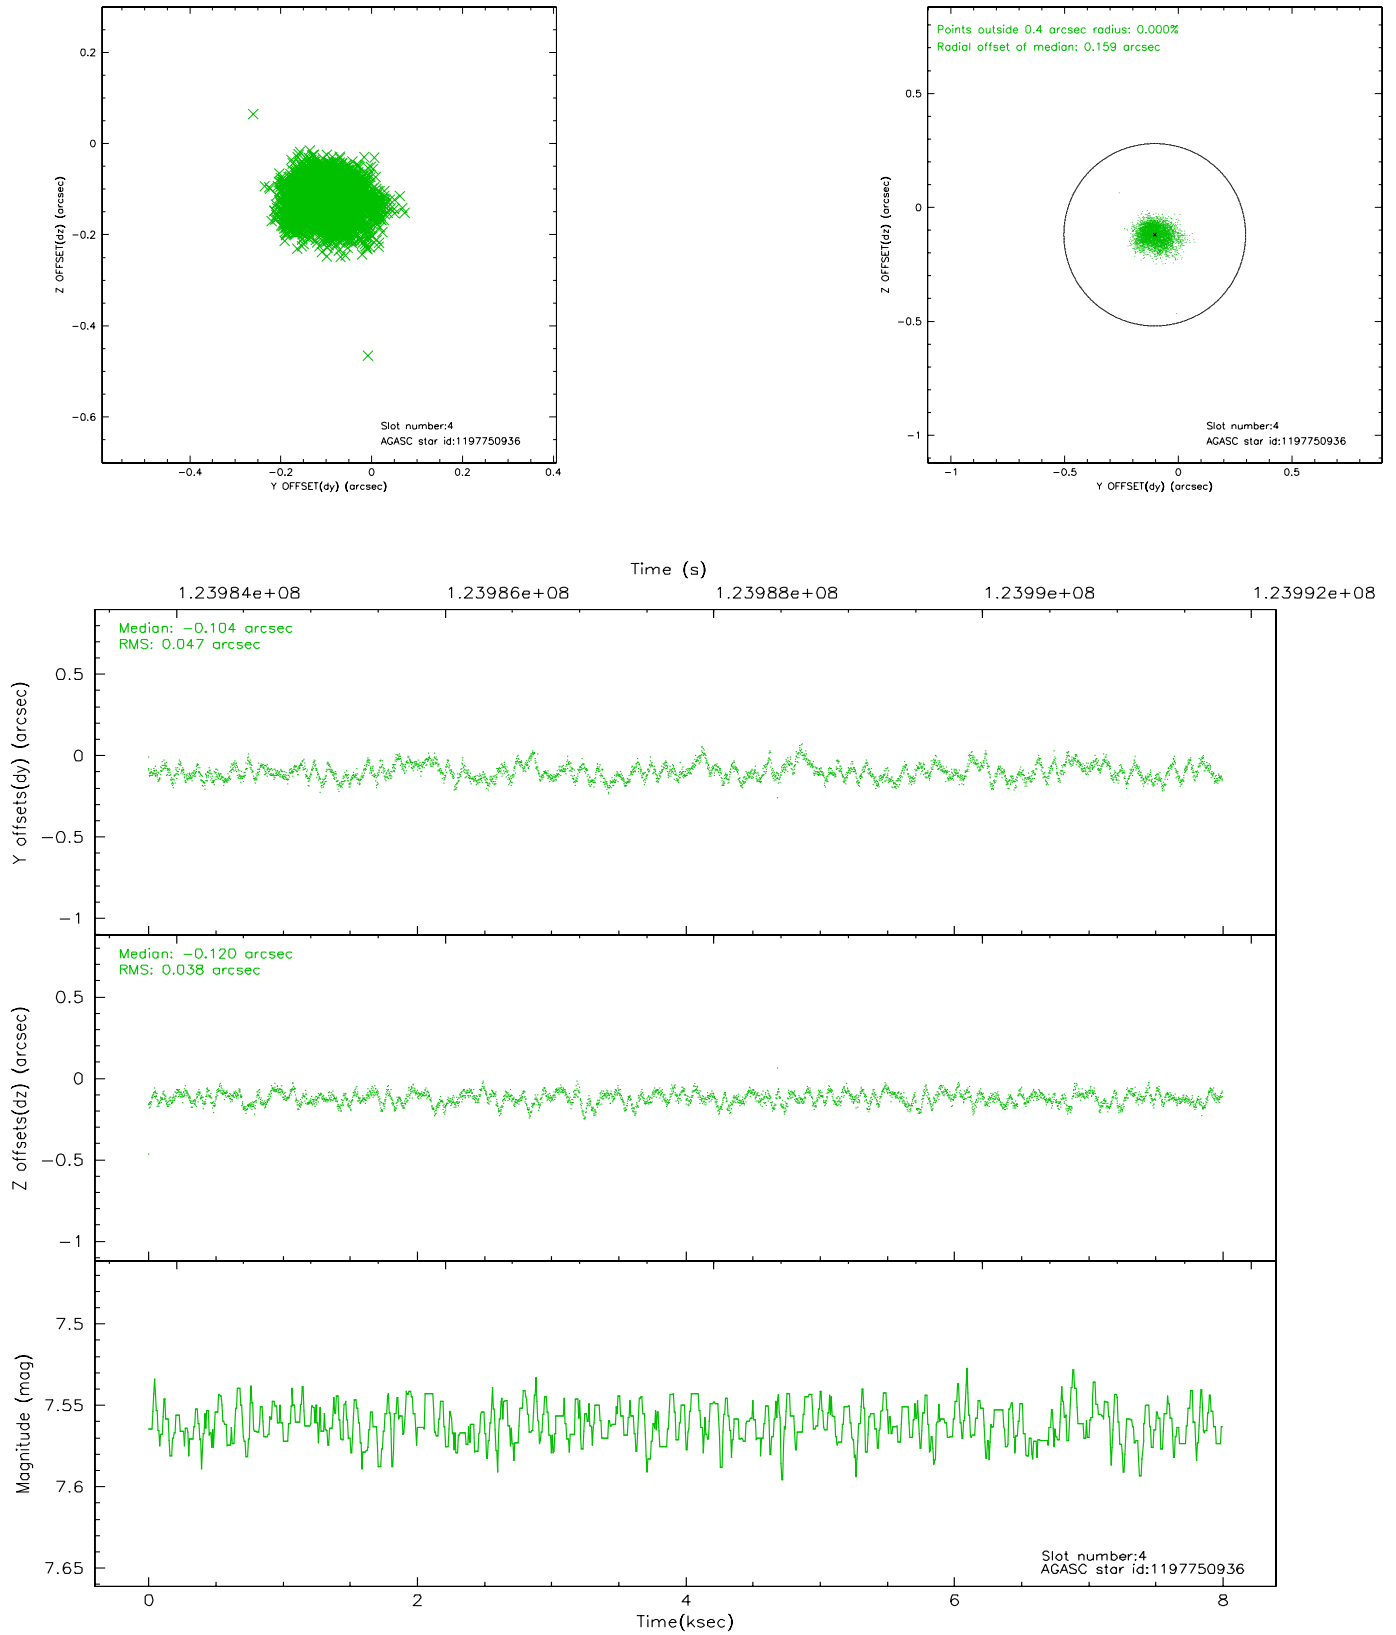 0.2
0
−0.2
−0.4
−0.6
Z OFFSET(dz) (arcsec)
−0.4
−0.2
0
0.2
0.4
Y OFFSET(dy) (arcsec)
Slot number:4
AGASC star id:1197750936
Points outside 0.4 arcsec radius: 0.000%
Radial offset of median: 0.159 arcsec
0.5
0
−0.5
−1
Z OFFSET(dz) (arcsec)
−1
−0.5
0
0.5
Y OFFSET(dy) (arcsec)
Slot number:4
AGASC star id:1197750936
Time (s)
1.23984e+08
1.23986e+08
1.23988e+08
1.2399e+08
1.23992e+08
Median: −0.104 arcsec
RMS: 0.047 arcsec
0.5
0
−0.5
−1
Y offsets(dy) (arcsec)
Median: −0.120 arcsec
RMS: 0.038 arcsec
0.5
0
−0.5
−1
Z offsets(dz) (arcsec)
7.5
7.55
7.6
7.65
Magnitude (mag)
Slot number:4
AGASC star id:1197750936
0
2
4
6
8
Time(ksec)